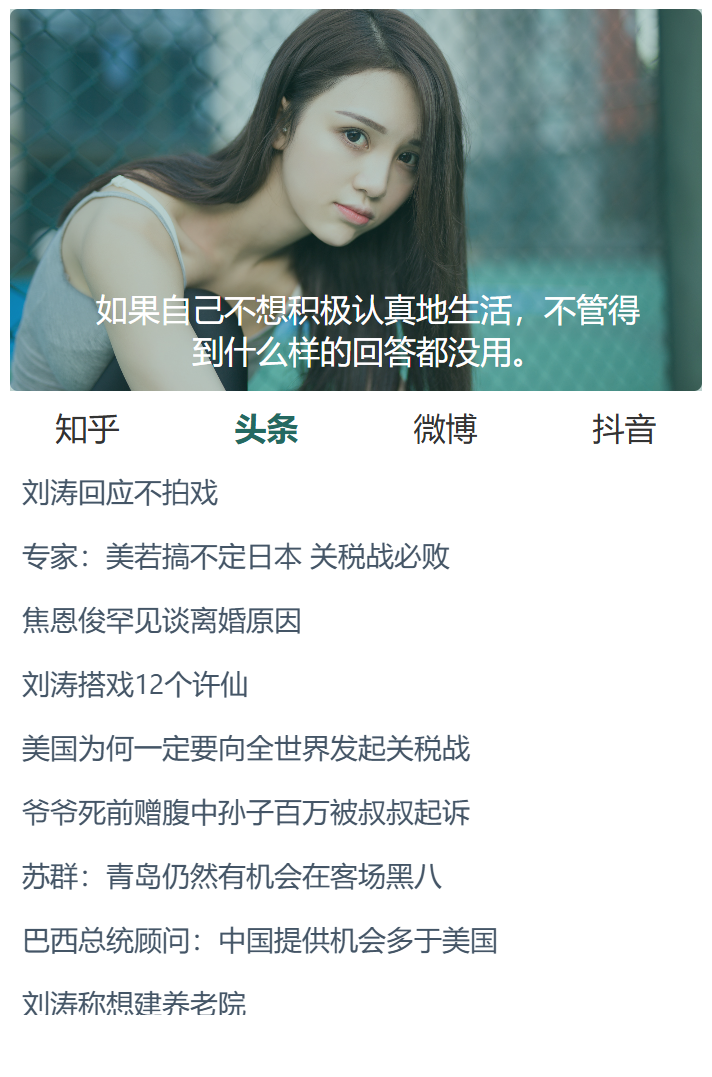 如果自己不想积极认真地生活，不管得
到什么样的回答都没用。
知乎 头条 微博 抖音
刘涛回应不拍戏
专家：美若搞不定日本 关税战必败
焦恩俊罕见谈离婚原因
刘涛搭戏12个许仙
美国为何一定要向全世界发起关税战
爷爷死前赠腹中孙子百万被叔叔起诉
苏群：青岛仍然有机会在客场黑八
巴西总统顾问：中国提供机会多于美国
刘涛称想建养老院